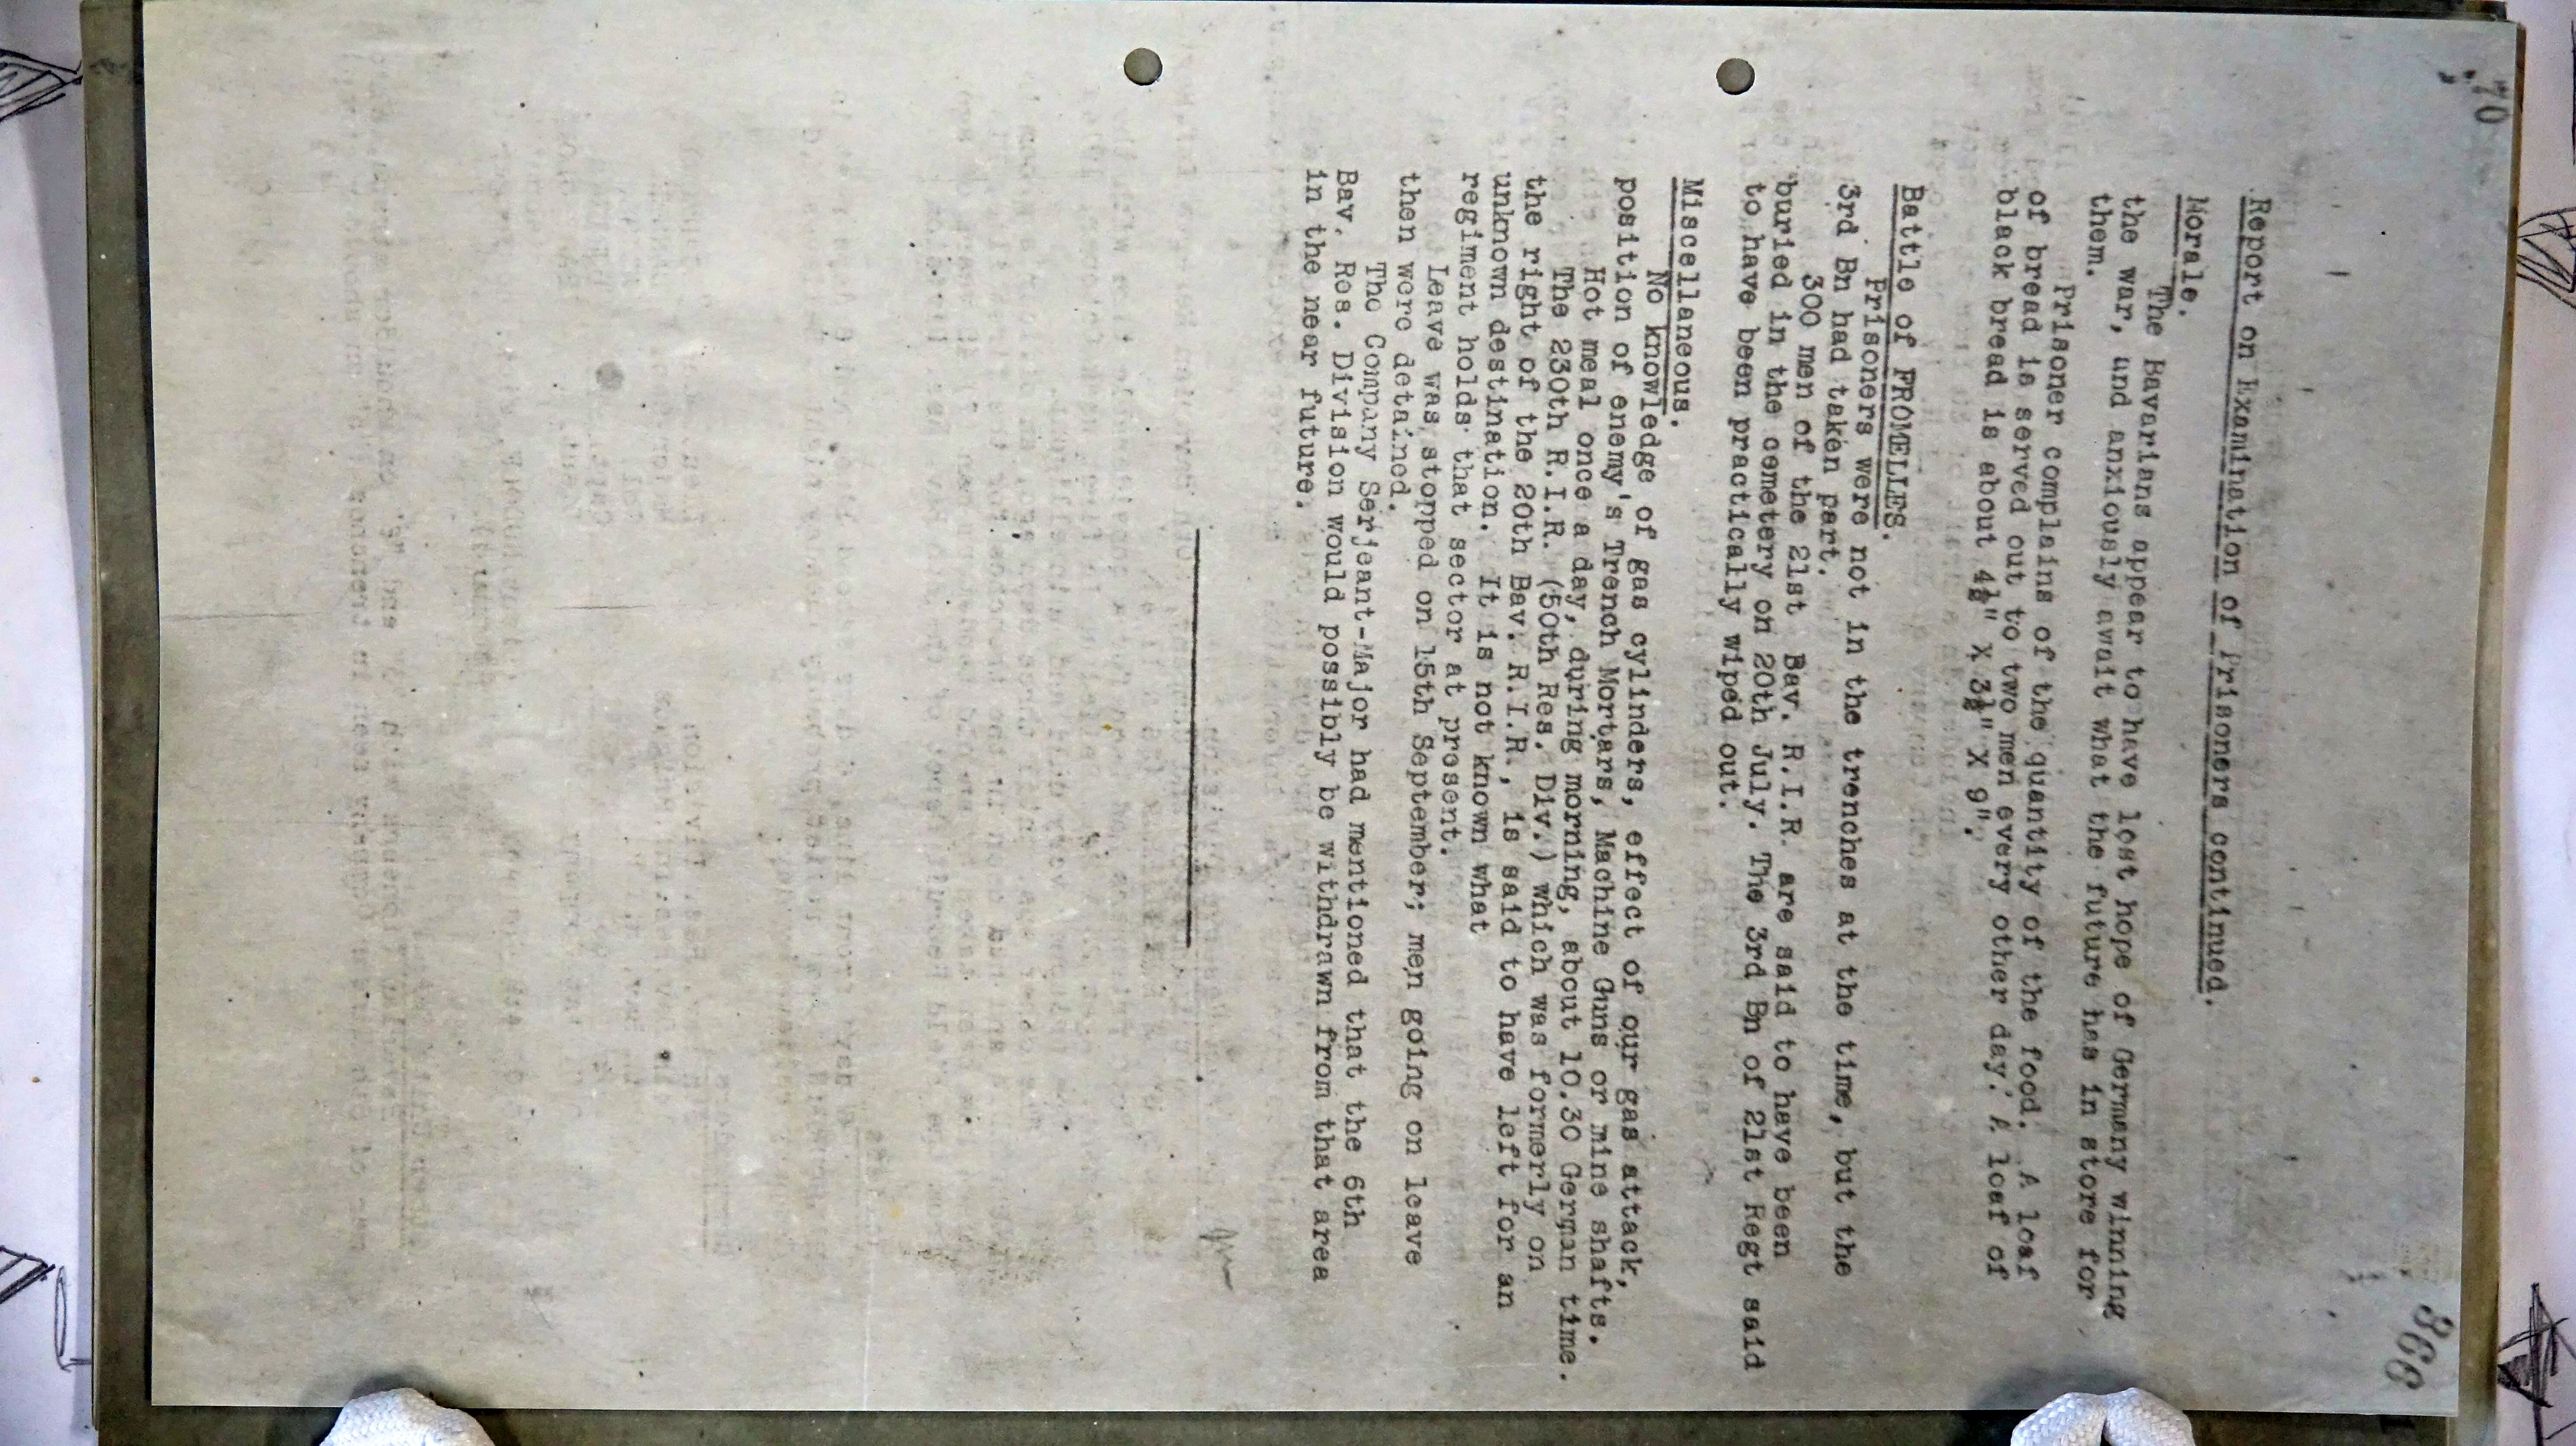 70
368
Report on Examination of Prisoners continued.
Morale.
The Bavarians appear to have lost hope of Germany winning
the war, und anxiously await what the future has in store for
them.
Prisoner complains of the quantity of the food. A loaf
of bread is served out to two men every other day. A loaf of
black bread is about 4½" X 3½" X 9".
Battle of FROMELLES.
Prisoners were not in the trenches at the time, but the
3rd Bn had taken part.
300 men of the 21st Bav. R.I.R. are said to have been
buried in the cemetery on 20th July. The 3rd Bn of 21st Regt said
to have been practically wiped out.
Miscellaneous.
No knowledge of gas cylinders, effect of our gas attack,
position of enemy's Trench Mortars, Machine Guns or mine shafts.
Hot meal once a day, during morning, about 10.30 German time.
The 230th R.I.R. (50th Res. Div.) which was formerly on
the right of the 20th Bav. R.I.R., is said to have left for an
unknown destination. It is not known what
regiment holds that sector at present.
Leave was stopped on 15th September; men going on leave
then were detained.
The Company Serjeant-Major had mentioned that the 6th
Bav. Res. Division would possibly be withdrawn from that area
in the near future.